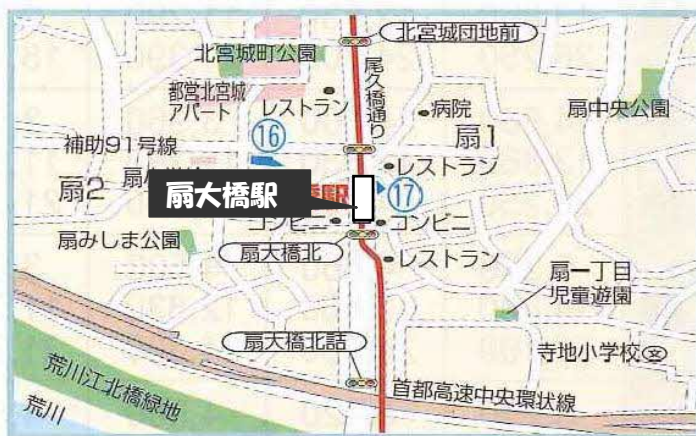 北宮城団地前
北宮城町公園
尾久橋通り
都営北宮城
アパート
レストラン
病院
扇中央公園
補助91号線
16
扇1
レストラン
扇2
扇大橋駅
17
コンビニ
コンビニ
扇みしま公園
扇大橋北
レストラン
扇一丁目
児童遊園
扇大橋北詰
寺地小学校
文
荒川江北橋緑地
首都高速中央環状線
荒川